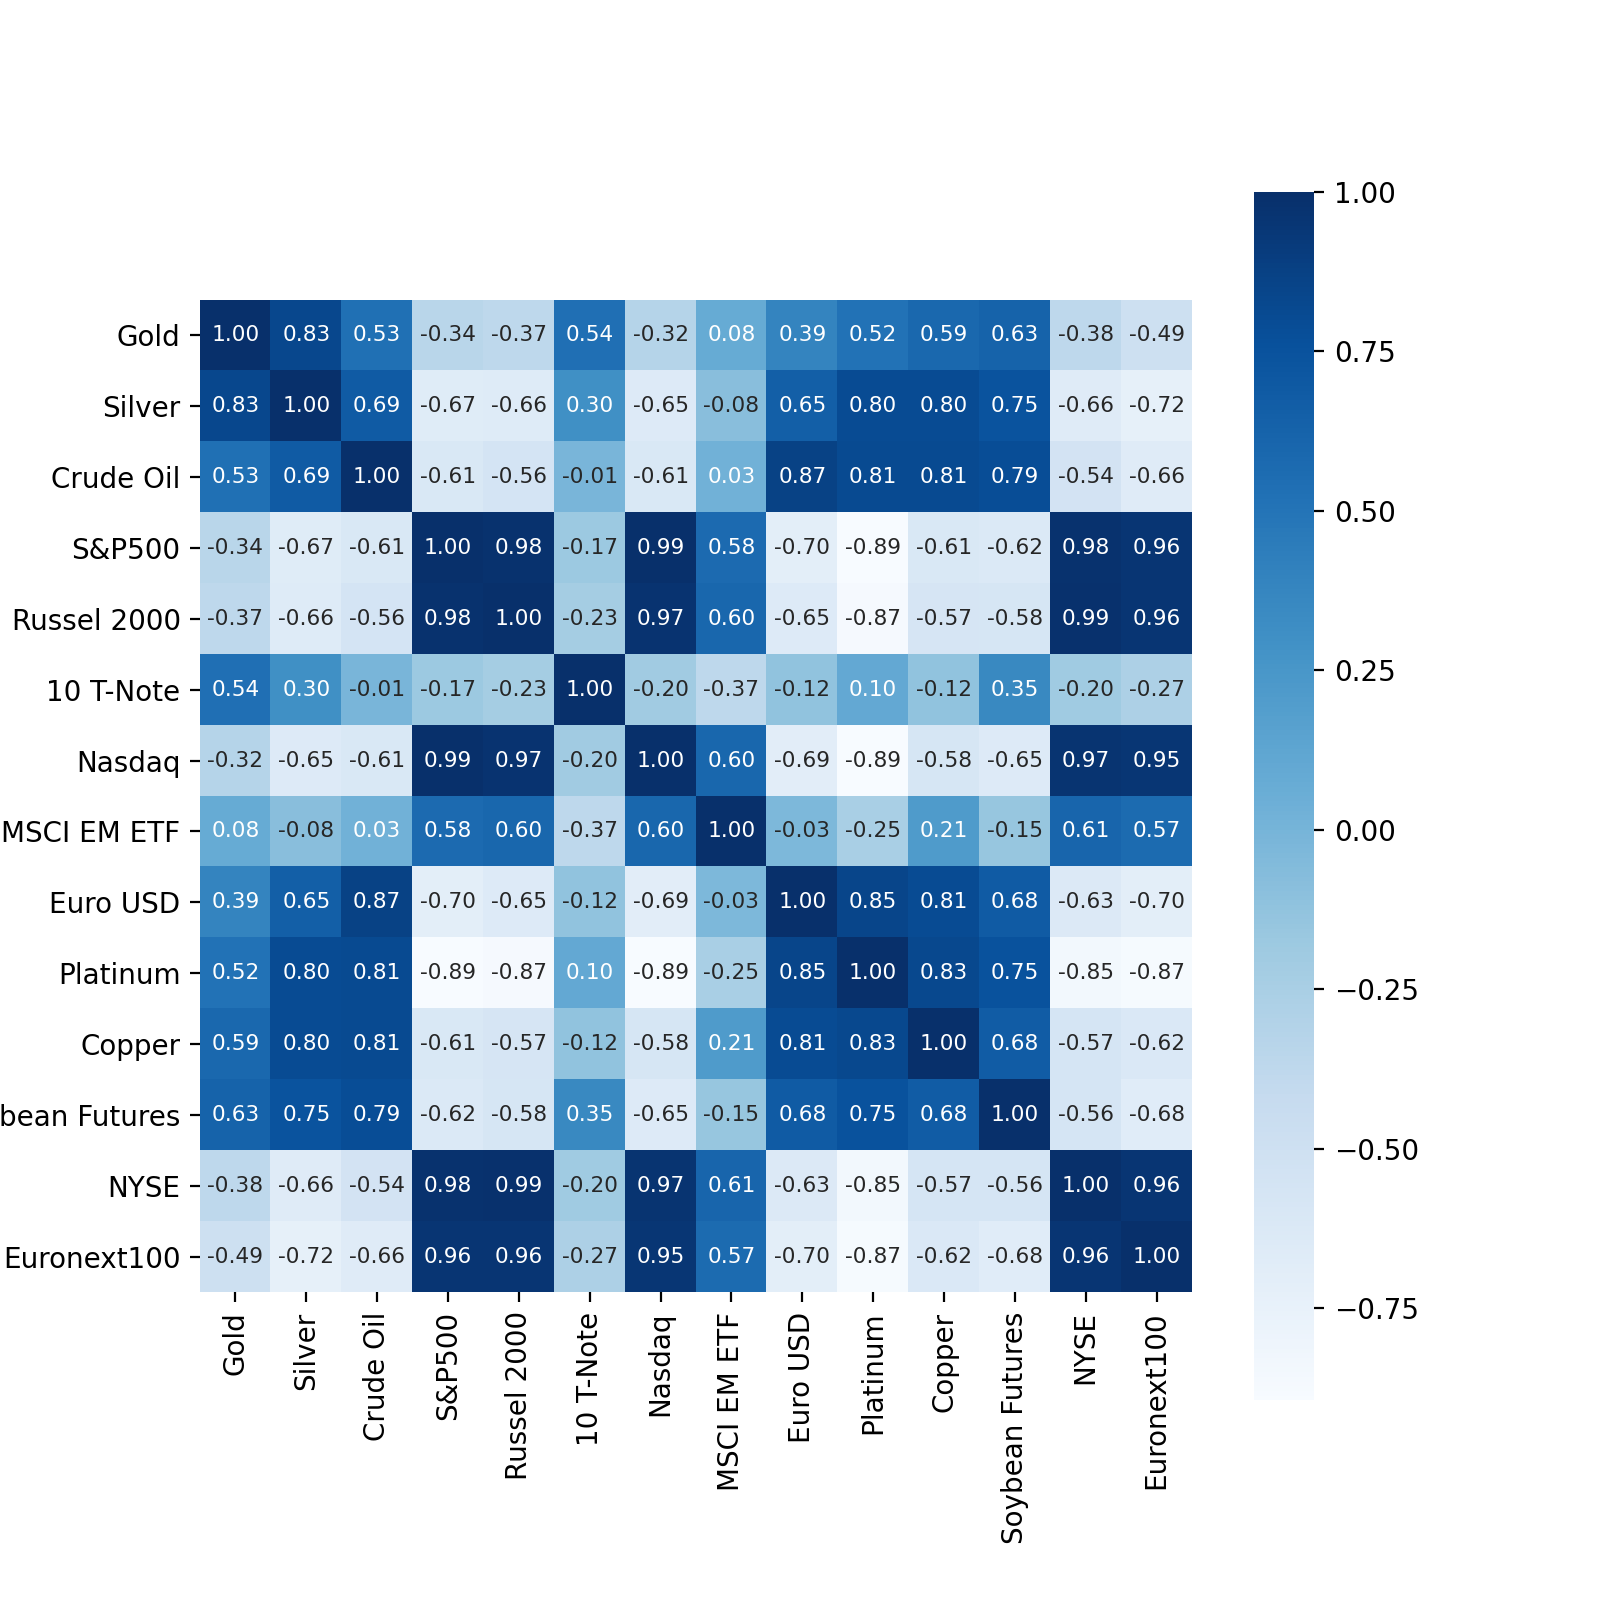 1.00
Gold 1.00 0.83 0.53 -0.34 -0.37 0.54 -0.32 0.08 0.39 0.52 0.59 0.63 -0.38 -0.49
0.75
Silver 0.83 1.00 0.69 -0.67 -0.66 0.30 -0.65 -0.08 0.65 0.80 0.80 0.75 -0.66 -0.72
Crude Oil 0.53 0.69 1.00 -0.61 -0.56 -0.01 -0.61 0.03 0.87 0.81 0.81 0.79 -0.54 -0.66
0.50
S&P500 -0.34 -0.67 -0.61 1.00 0.98 -0.17 0.99 0.58 -0.70 -0.89 -0.61 -0.62 0.98 0.96
Russel 2000 -0.37 -0.66 -0.56 0.98 1.00 -0.23 0.97 0.60 -0.65 -0.87 -0.57 -0.58 0.99 0.96
0.25
10 T-Note 0.54 0.30 -0.01 -0.17 -0.23 1.00 -0.20 -0.37 -0.12 0.10 -0.12 0.35 -0.20 -0.27
Nasdaq -0.32 -0.65 -0.61 0.99 0.97 -0.20 1.00 0.60 -0.69 -0.89 -0.58 -0.65 0.97 0.95
0.00
MSCI EM ETF 0.08 -0.08 0.03 0.58 0.60 -0.37 0.60 1.00 -0.03 -0.25 0.21 -0.15 0.61 0.57
Euro USD 0.39 0.65 0.87 -0.70 -0.65 -0.12 -0.69 -0.03 1.00 0.85 0.81 0.68 -0.63 -0.70
Platinum 0.52 0.80 0.81 -0.89 -0.87 0.10 -0.89 -0.25 0.85 1.00 0.83 0.75 -0.85 -0.87
−0.25
Copper 0.59 0.80 0.81 -0.61 -0.57 -0.12 -0.58 0.21 0.81 0.83 1.00 0.68 -0.57 -0.62
bean Futures 0.63 0.75 0.79 -0.62 -0.58 0.35 -0.65 -0.15 0.68 0.75 0.68 1.00 -0.56 -0.68
−0.50
NYSE -0.38 -0.66 -0.54 0.98 0.99 -0.20 0.97 0.61 -0.63 -0.85 -0.57 -0.56 1.00 0.96
Euronext100 -0.49 -0.72 -0.66 0.96 0.96 -0.27 0.95 0.57 -0.70 -0.87 -0.62 -0.68 0.96 1.00
−0.75
Gold
Silver
Crude Oil
S&P500
Russel 2000
10 T-Note
Nasdaq
MSCI EM ETF
Euro USD
Platinum
Copper
Soybean Futures
NYSE
Euronext100